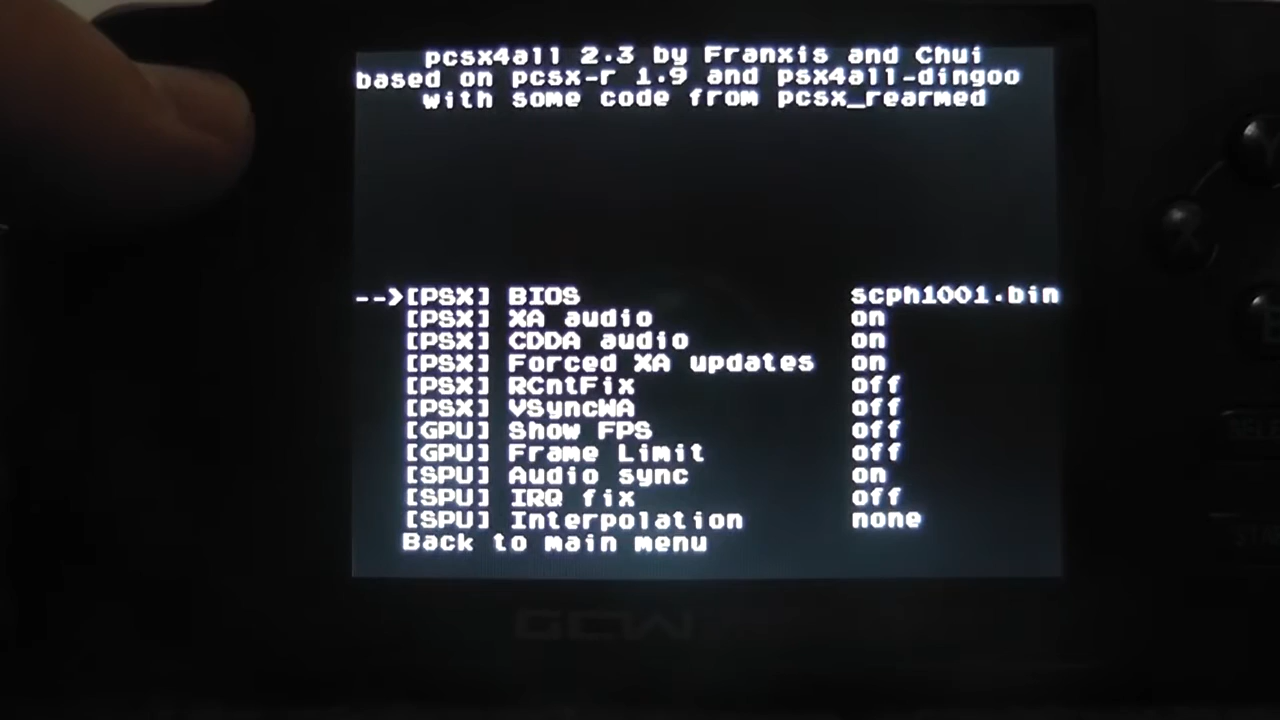 pcsx4all 2.3 by Franxis and Chui
based on pcsx-r 1.9 and psx4all-dingoo
with some code from pcsx_rearmed
-->[PSX] BIOS scph1001.bin
[PSX] XA audio on
[PSX] CDDA audio on
[PSX] Forced XA updates on
[PSX] RCntFix off
[PSX] VSyncWA off
[GPU] Show FPS off
[GPU] Frame Limit off
[SPU] Audio sync on
[SPU] IRQ fix off
[SPU] Interpolation none
Back to main menu
GCW
Y
X